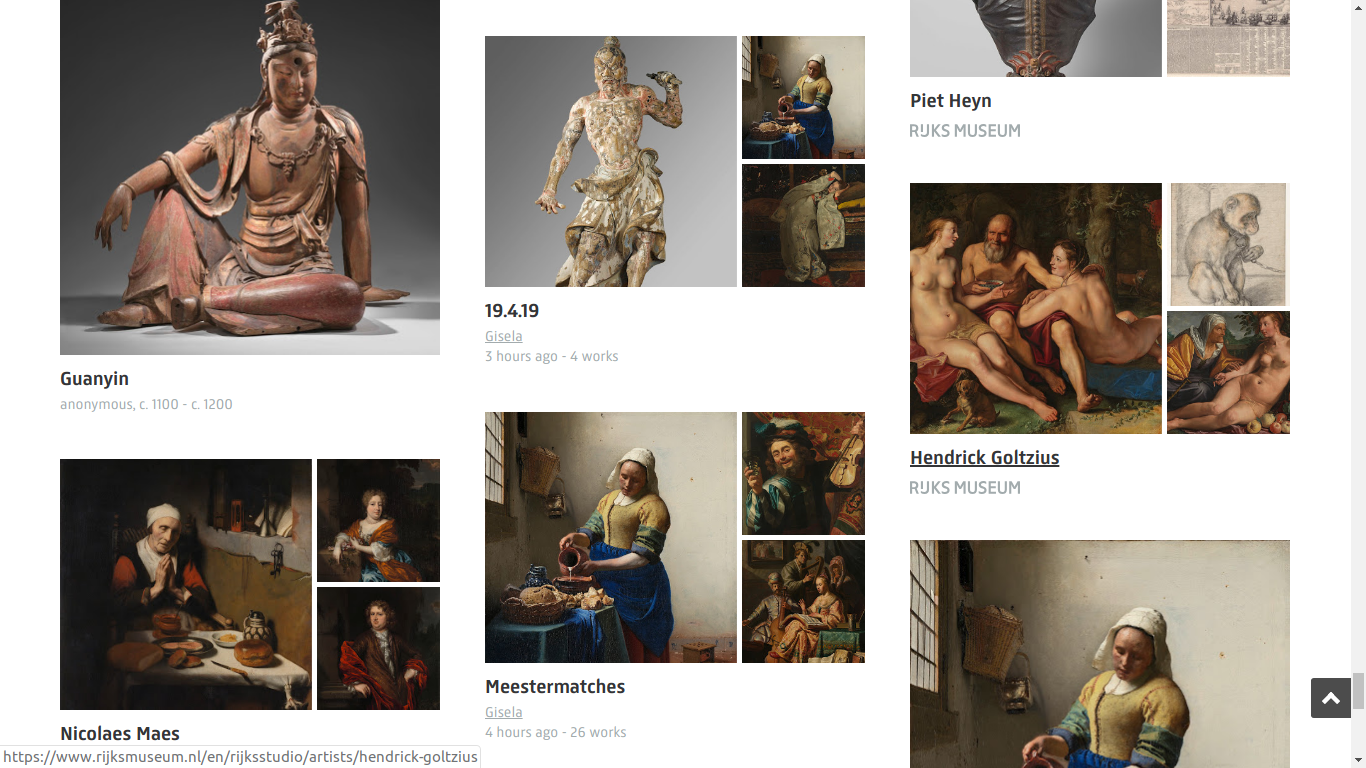 Guanyin
anonymous, c. 1100 - c. 1200
Nicolaes Maes
19.4.19
Gisela
3 hours ago - 4 works
Meestermatches
Gisela
4 hours ago - 26 works
Piet Heyn
RIJKS MUSEUM
Hendrick Goltzius
RIJKS MUSEUM
https://www.rijksmuseum.nl/en/rijksstudio/artists/hendrick-goltzius